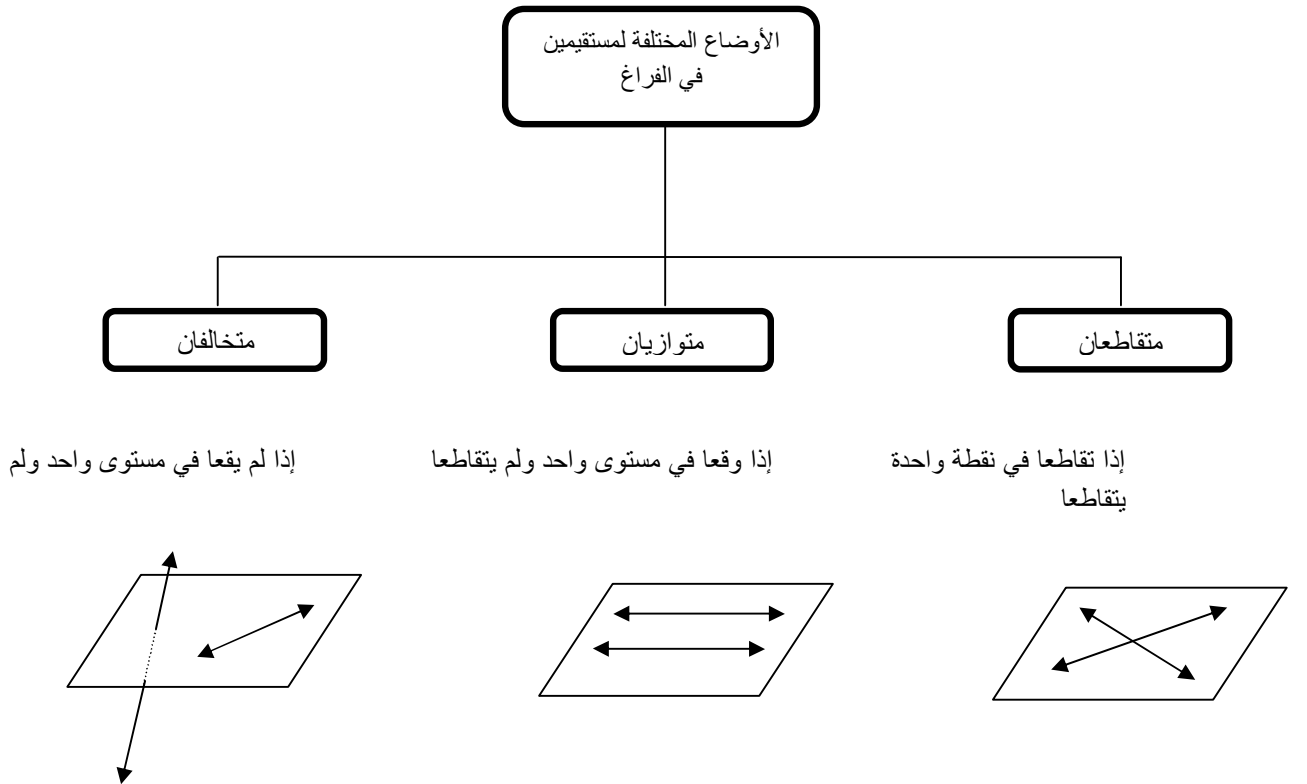 الأوضاع المختلفة لمستقيمين
في الفراغ
متقاطعان
متوازيان
متخالفان
إذا تقاطعا في نقطة واحدة
إذا وقعا في مستوى واحد ولم يتقاطعا
إذا لم يقعا في مستوى واحد ولم
يتقاطعا